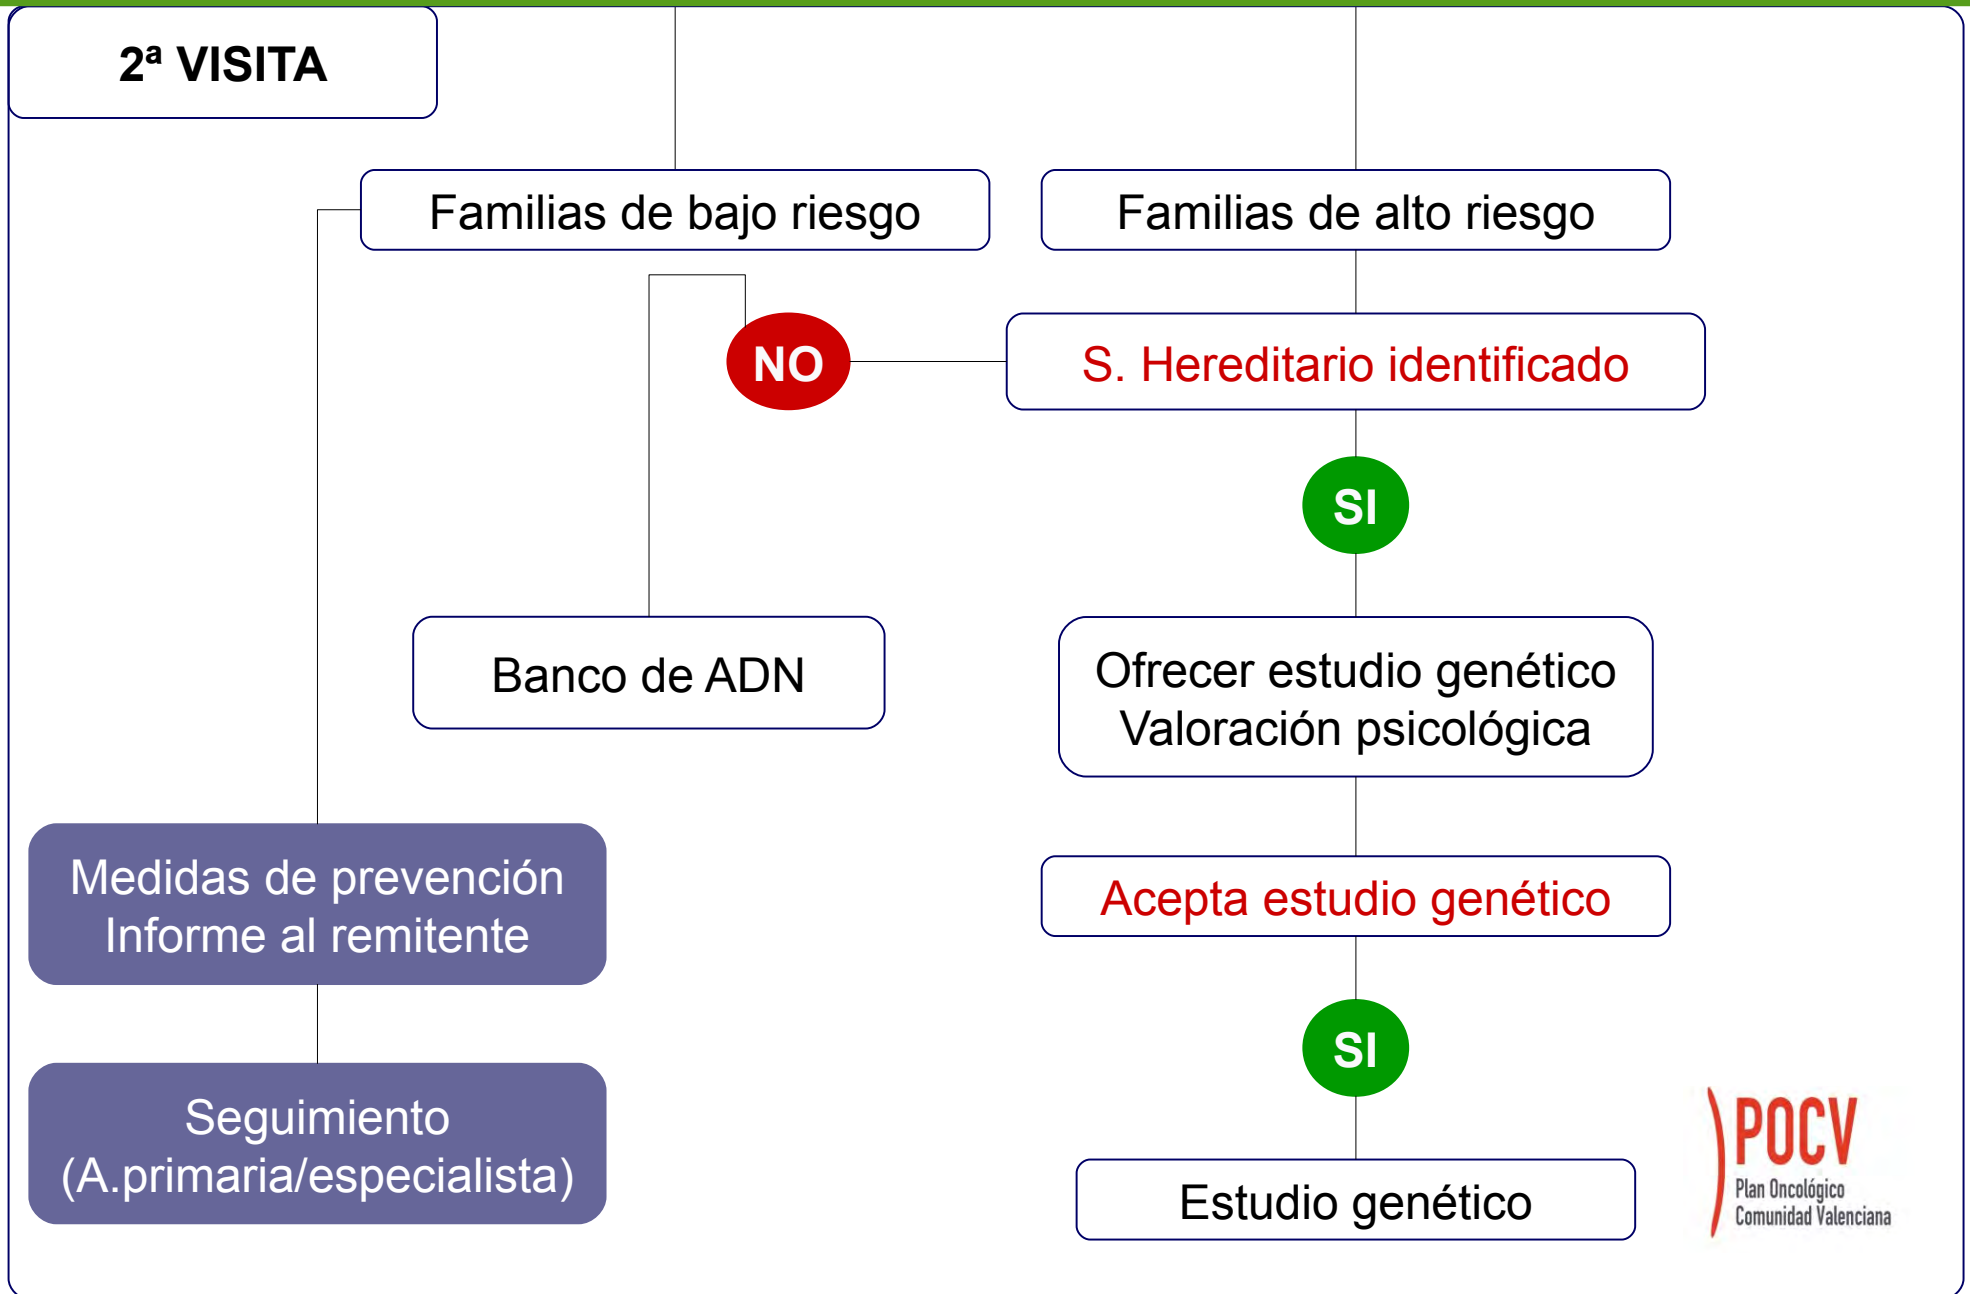 2ª VISITA
Familias de bajo riesgo
Familias de alto riesgo
NO
S. Hereditario identificado
SI
Banco de ADN
Ofrecer estudio genético
Valoración psicológica
Medidas de prevención
Informe al remitente
Acepta estudio genético
SI
Seguimiento
(A.primaria/especialista)
Estudio genético
POCV
Plan Oncológico
Comunidad Valenciana